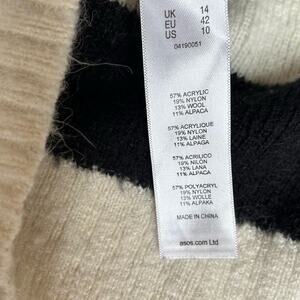 UK 14
EU 42
US 10
04190051
57% ACRYLIC
19% NYLON
13% WOOL
11% ALPACA
57% ACRYLIQUE
19% NYLON
13% LAINE
11% ALPAGA
57% ACRILICO
19% NILON
13% LANA
11% ALPACA
57% POLYACRYL
19% NYLON
13% WOLLE
11% ALPAKA
MADE IN CHINA
asos.com Ltd